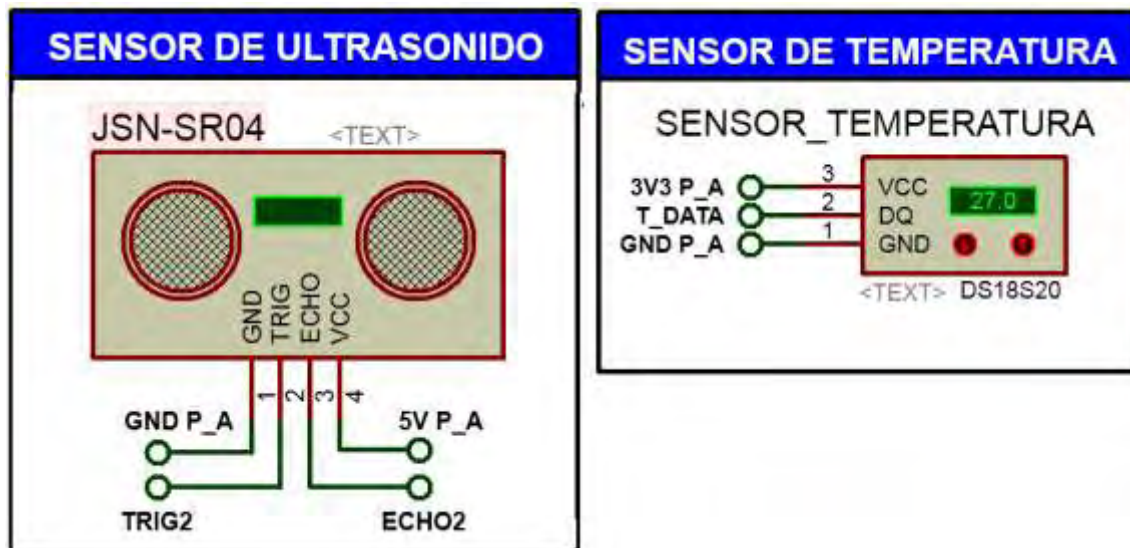 SENSOR DE ULTRASONIDO
JSN-SR04
<TEXT>
GND
TRIG
ECHO
VCC
1
2
3
4
GND P_A
5V P_A
TRIG2
ECHO2
SENSOR DE TEMPERATURA
SENSOR_TEMPERATURA
3V3 P_A 3 VCC
T_DATA 2 DQ
GND P_A 1 GND
27.0
<TEXT> DS18S20